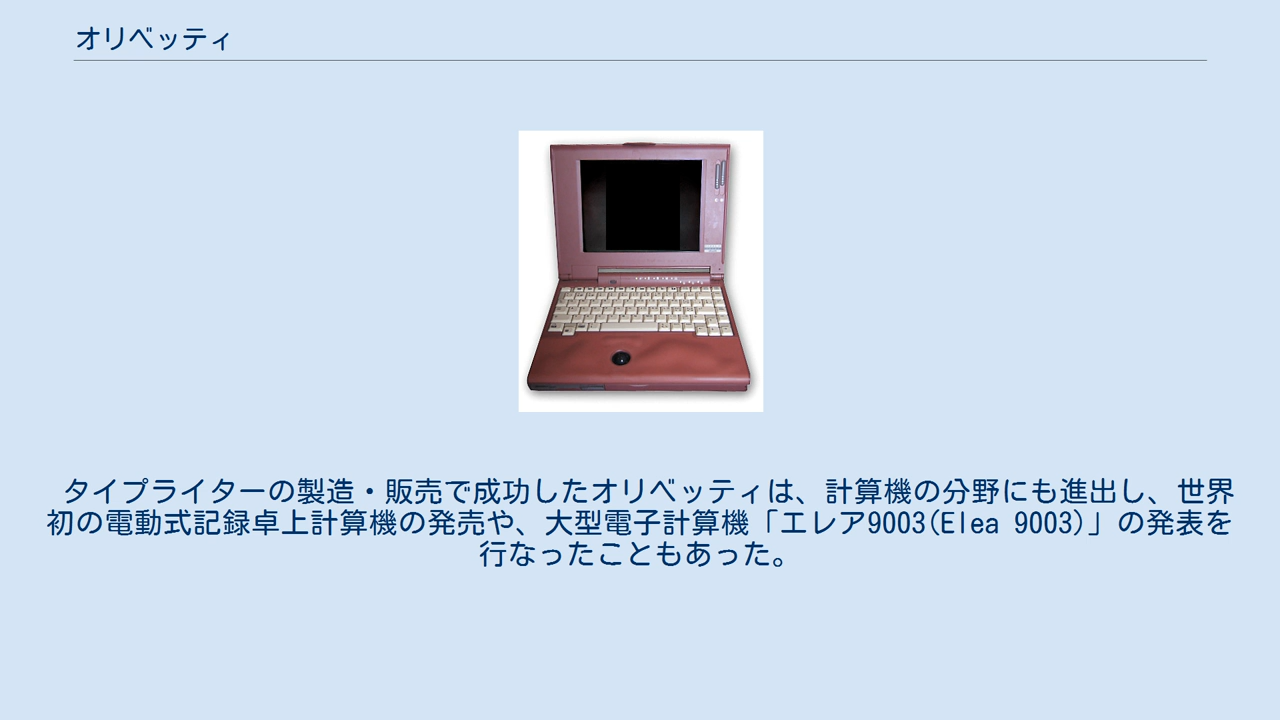 オリベッティ
タイプライターの製造・販売で成功したオリベッティは、計算機の分野にも進出し、世界
初の電動式記録卓上計算機の発売や、大型電子計算機「エレア9003(Elea 9003)」の発表を
行なったこともあった。